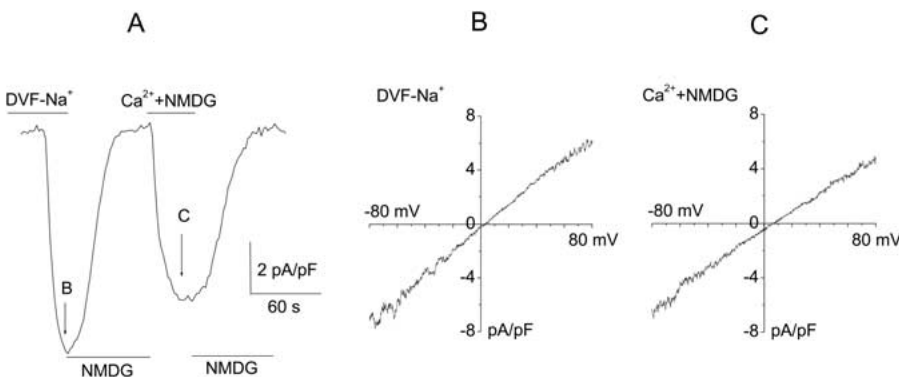 A
DVF-Na⁺
Ca²⁺+NMDG
B
C
2 pA/pF
60 s
NMDG
NMDG
B
DVF-Na⁺
8
4
-80 mV
0
80 mV
-4
-8
pA/pF
C
Ca²⁺+NMDG
8
4
-80 mV
0
80 mV
-4
-8
pA/pF